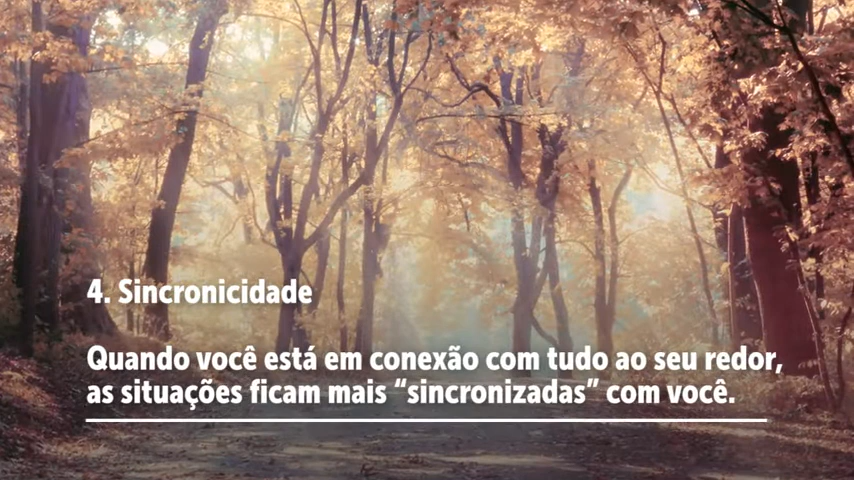 4. Sincronicidade
Quando você está em conexão com tudo ao seu redor,
as situações ficam mais “sincronizadas” com você.